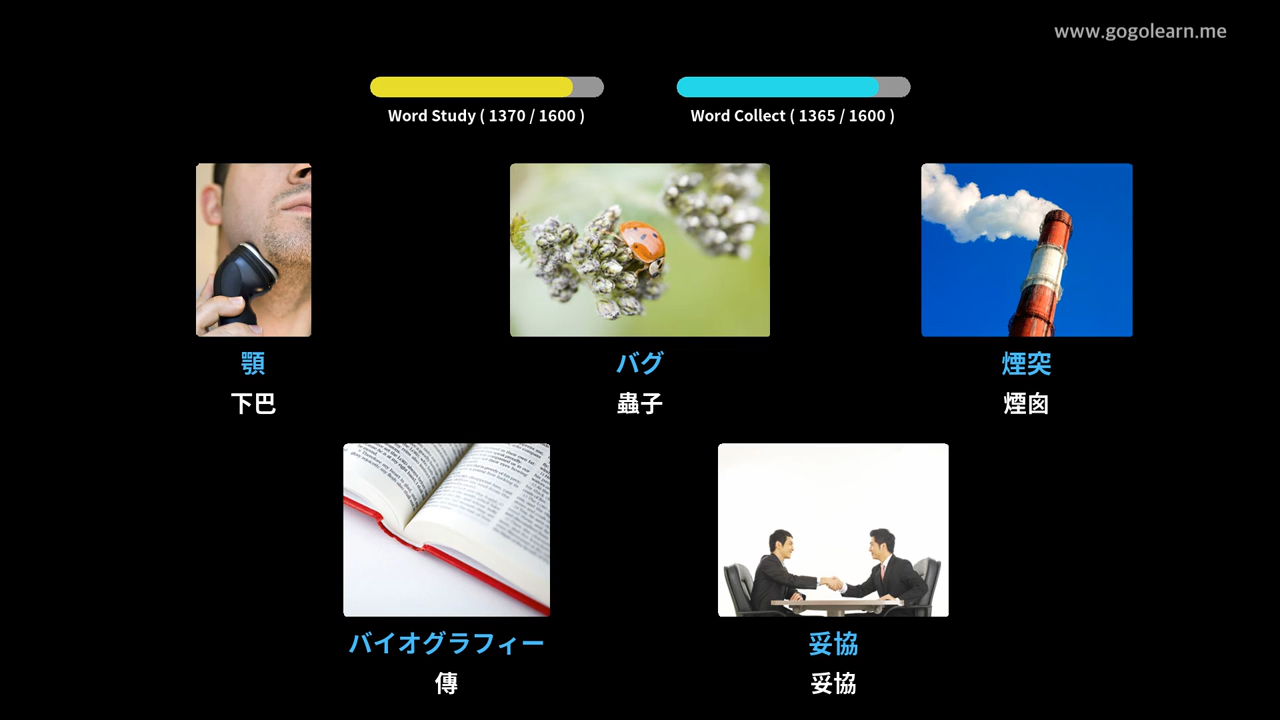 www.gogolearn.me
Word Study ( 1370 / 1600 )
Word Collect ( 1365 / 1600 )
顎
下巴
バグ
蟲子
煙突
煙囪
バイオグラフィー
傳
妥協
妥協